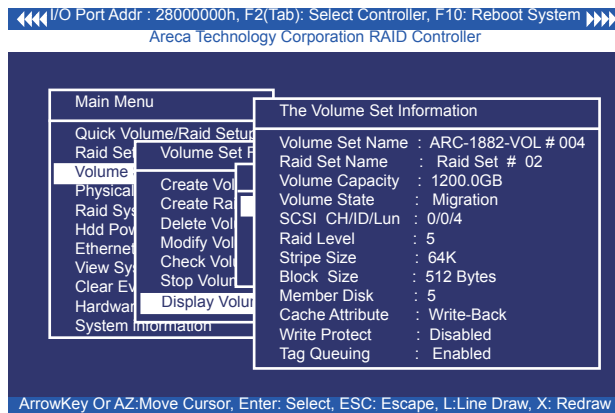 I/O Port Addr : 28000000h, F2(Tab): Select Controller, F10: Reboot System
Areca Technology Corporation RAID Controller
Main Menu
Quick Volume/Raid Setup
Raid Set
Volume
Physical
Raid Sys
Hdd Pow
Ethernet
View Sy
Clear Ev
Hardwar
System Information
Volume Set F
Create Vol
Create Ra
Delete Vol
Modify Vol
Check Vol
Stop Volum
Display Volu
The Volume Set Information
Volume Set Name : ARC-1882-VOL # 004
Raid Set Name : Raid Set # 02
Volume Capacity : 1200.0GB
Volume State : Migration
SCSI CH/ID/Lun : 0/0/4
Raid Level : 5
Stripe Size : 64K
Block Size : 512 Bytes
Member Disk : 5
Cache Attribute : Write-Back
Write Protect : Disabled
Tag Queuing : Enabled
ArrowKey Or AZ:Move Cursor, Enter: Select, ESC: Escape, L:Line Draw, X: Redraw